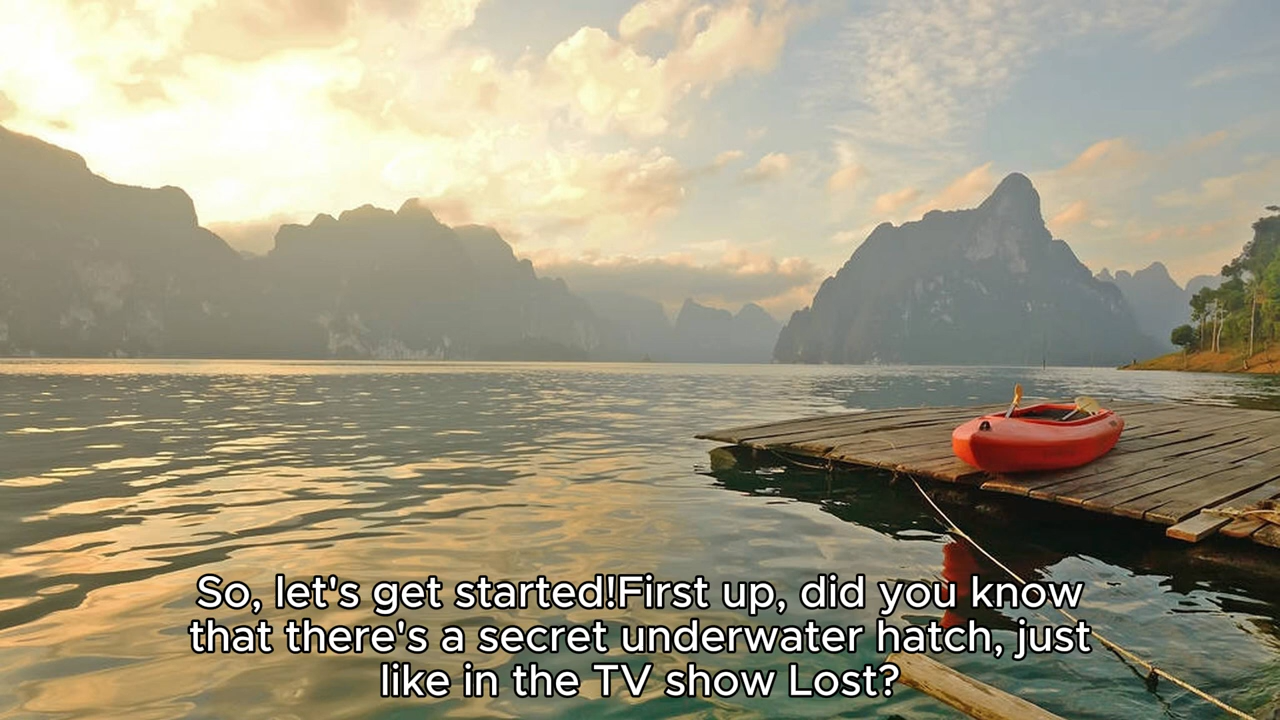 So, let's get started!First up, did you know
that there's a secret underwater hatch, just
like in the TV show Lost?